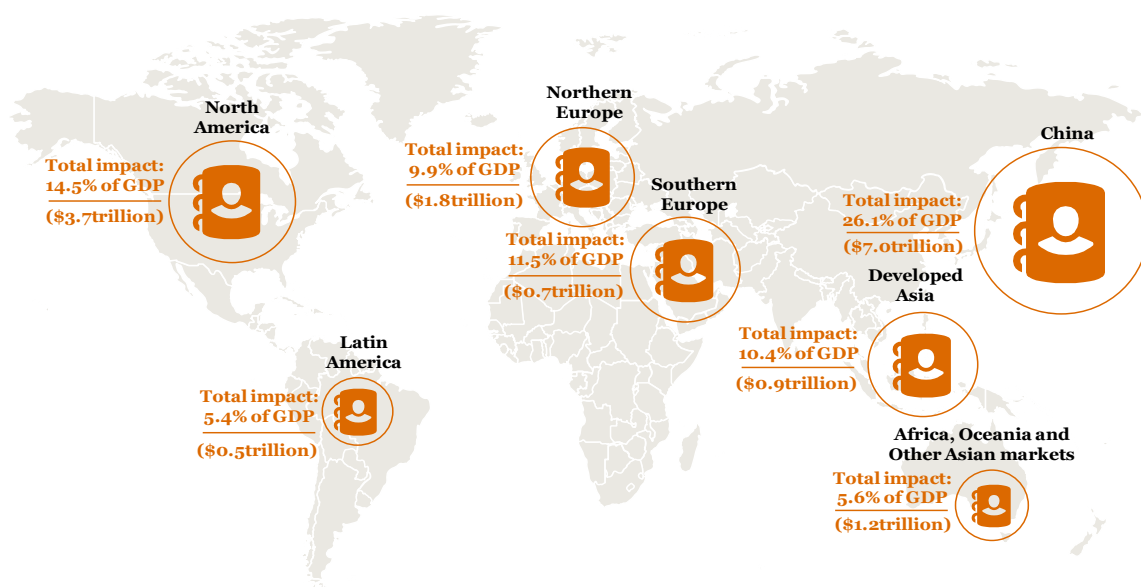 North
America
Total impact:
14.5% of GDP
($3.7trillion)
Northern
Europe
Total impact:
9.9% of GDP
($1.8trillion)
Southern
Europe
Total impact:
11.5% of GDP
($0.7trillion)
China
Total impact:
26.1% of GDP
($7.0trillion)
Developed
Asia
Total impact:
10.4% of GDP
($0.9trillion)
Latin
America
Total impact:
5.4% of GDP
($0.5trillion)
Africa, Oceania and
Other Asian markets
Total impact:
5.6% of GDP
($1.2trillion)